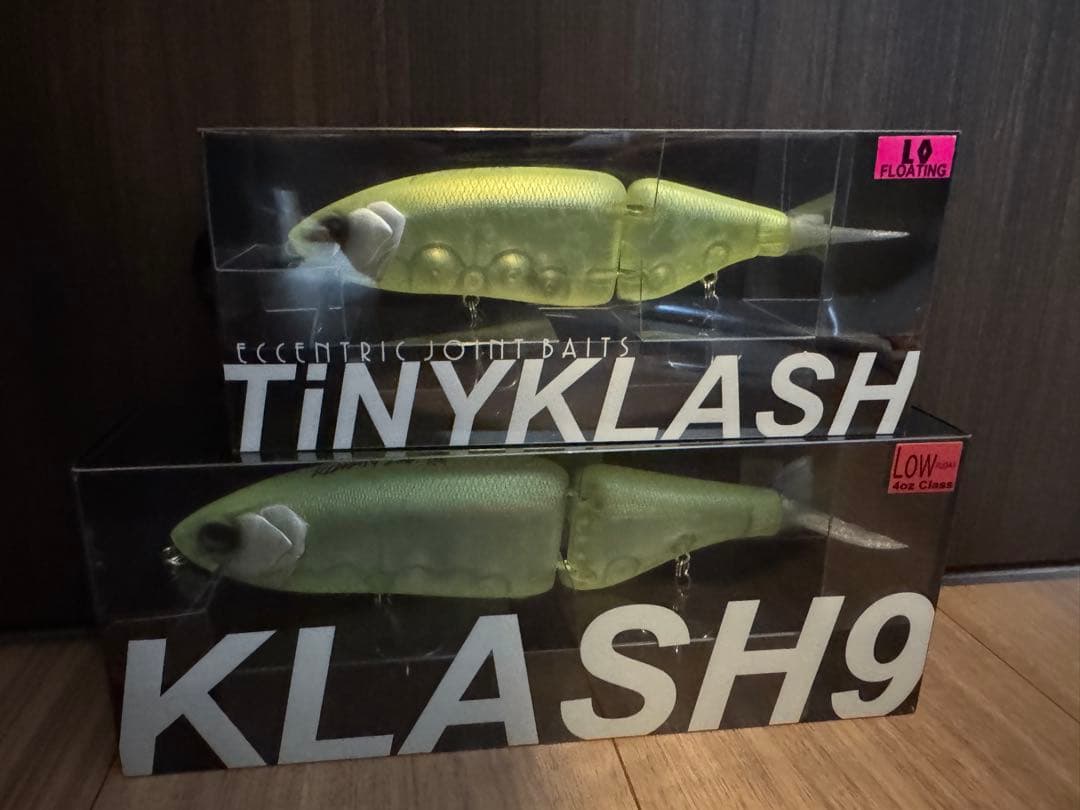 LO
FLOATING
ECCENTRIC JOINT BAITS
TiNYKLASH
LOW
4oz Class
KLASH9